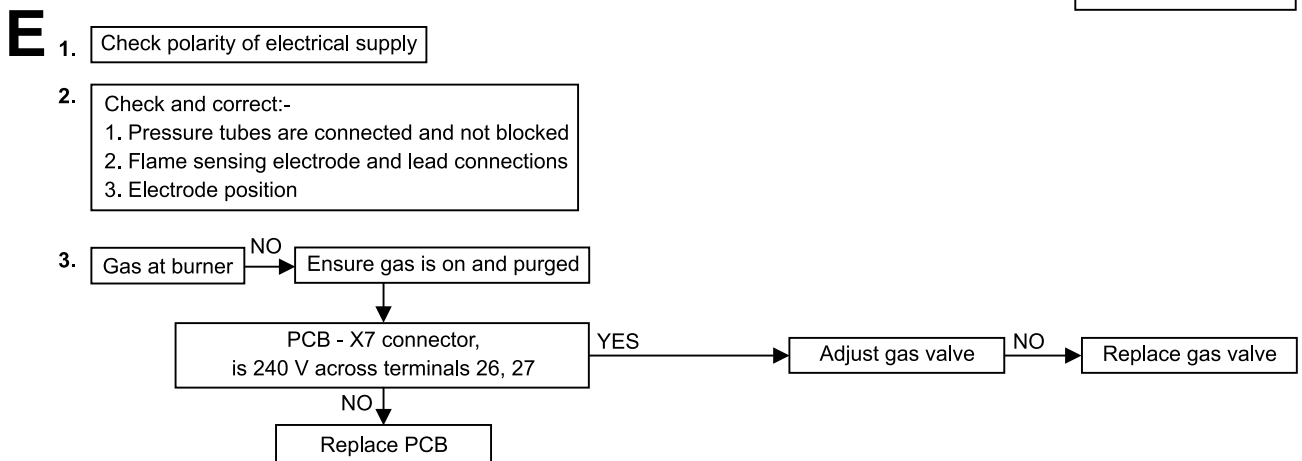 E
1. Check polarity of electrical supply
2. Check and correct:-
1. Pressure tubes are connected and not blocked
2. Flame sensing electrode and lead connections
3. Electrode position
3. Gas at burner NO Ensure gas is on and purged
PCB - X7 connector,
is 240 V across terminals 26, 27
YES Adjust gas valve NO Replace gas valve
NO
Replace PCB